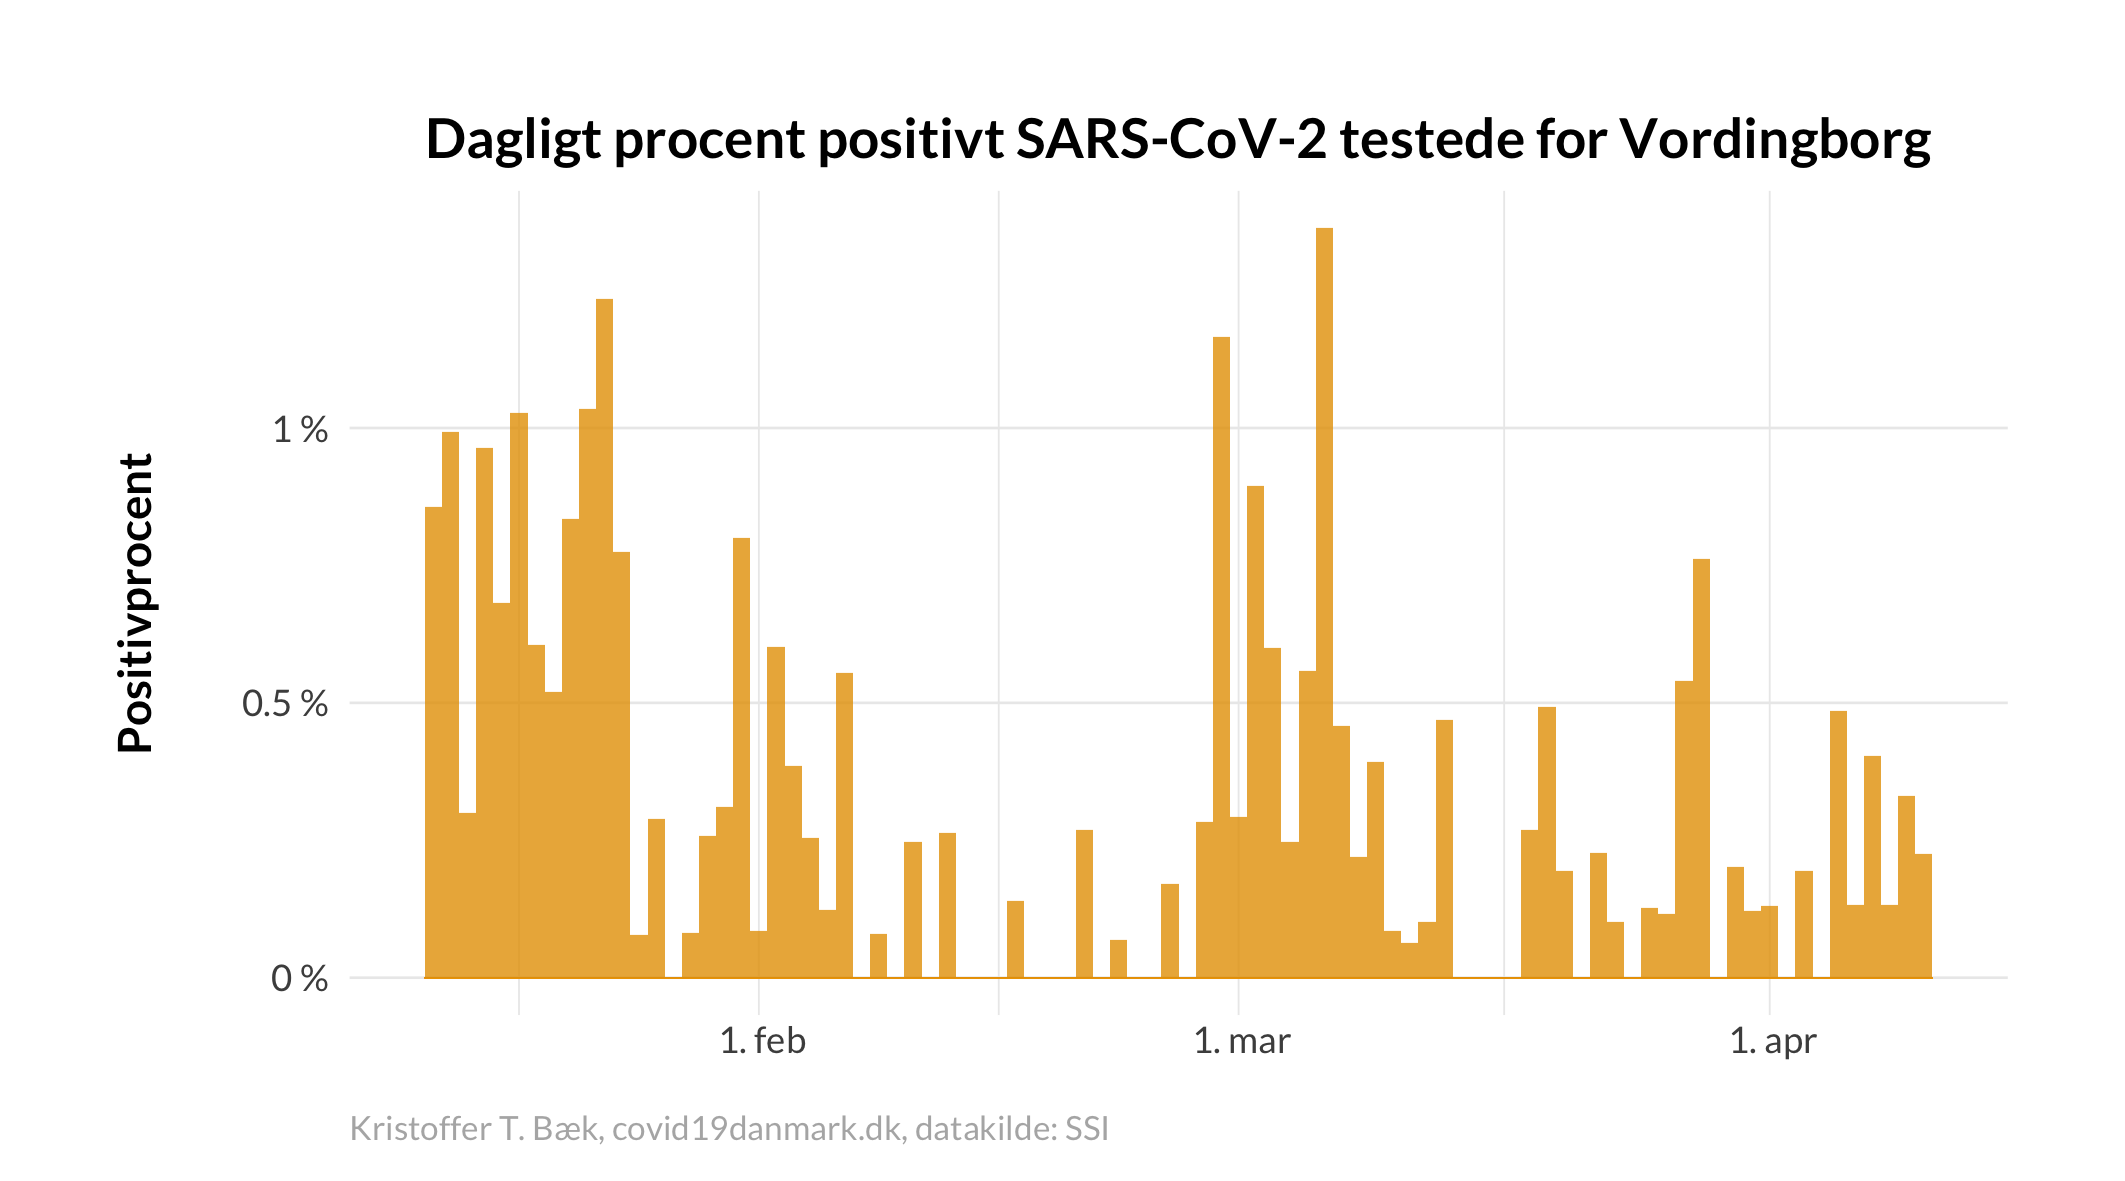 Dagligt procent positivt SARS-CoV-2 testede for Vordingborg
Positivprocent
1 %
0.5 %
0 %
1. feb
1. mar
1. apr
Kristoffer T. Bæk, covid19danmark.dk, datakilde: SSI